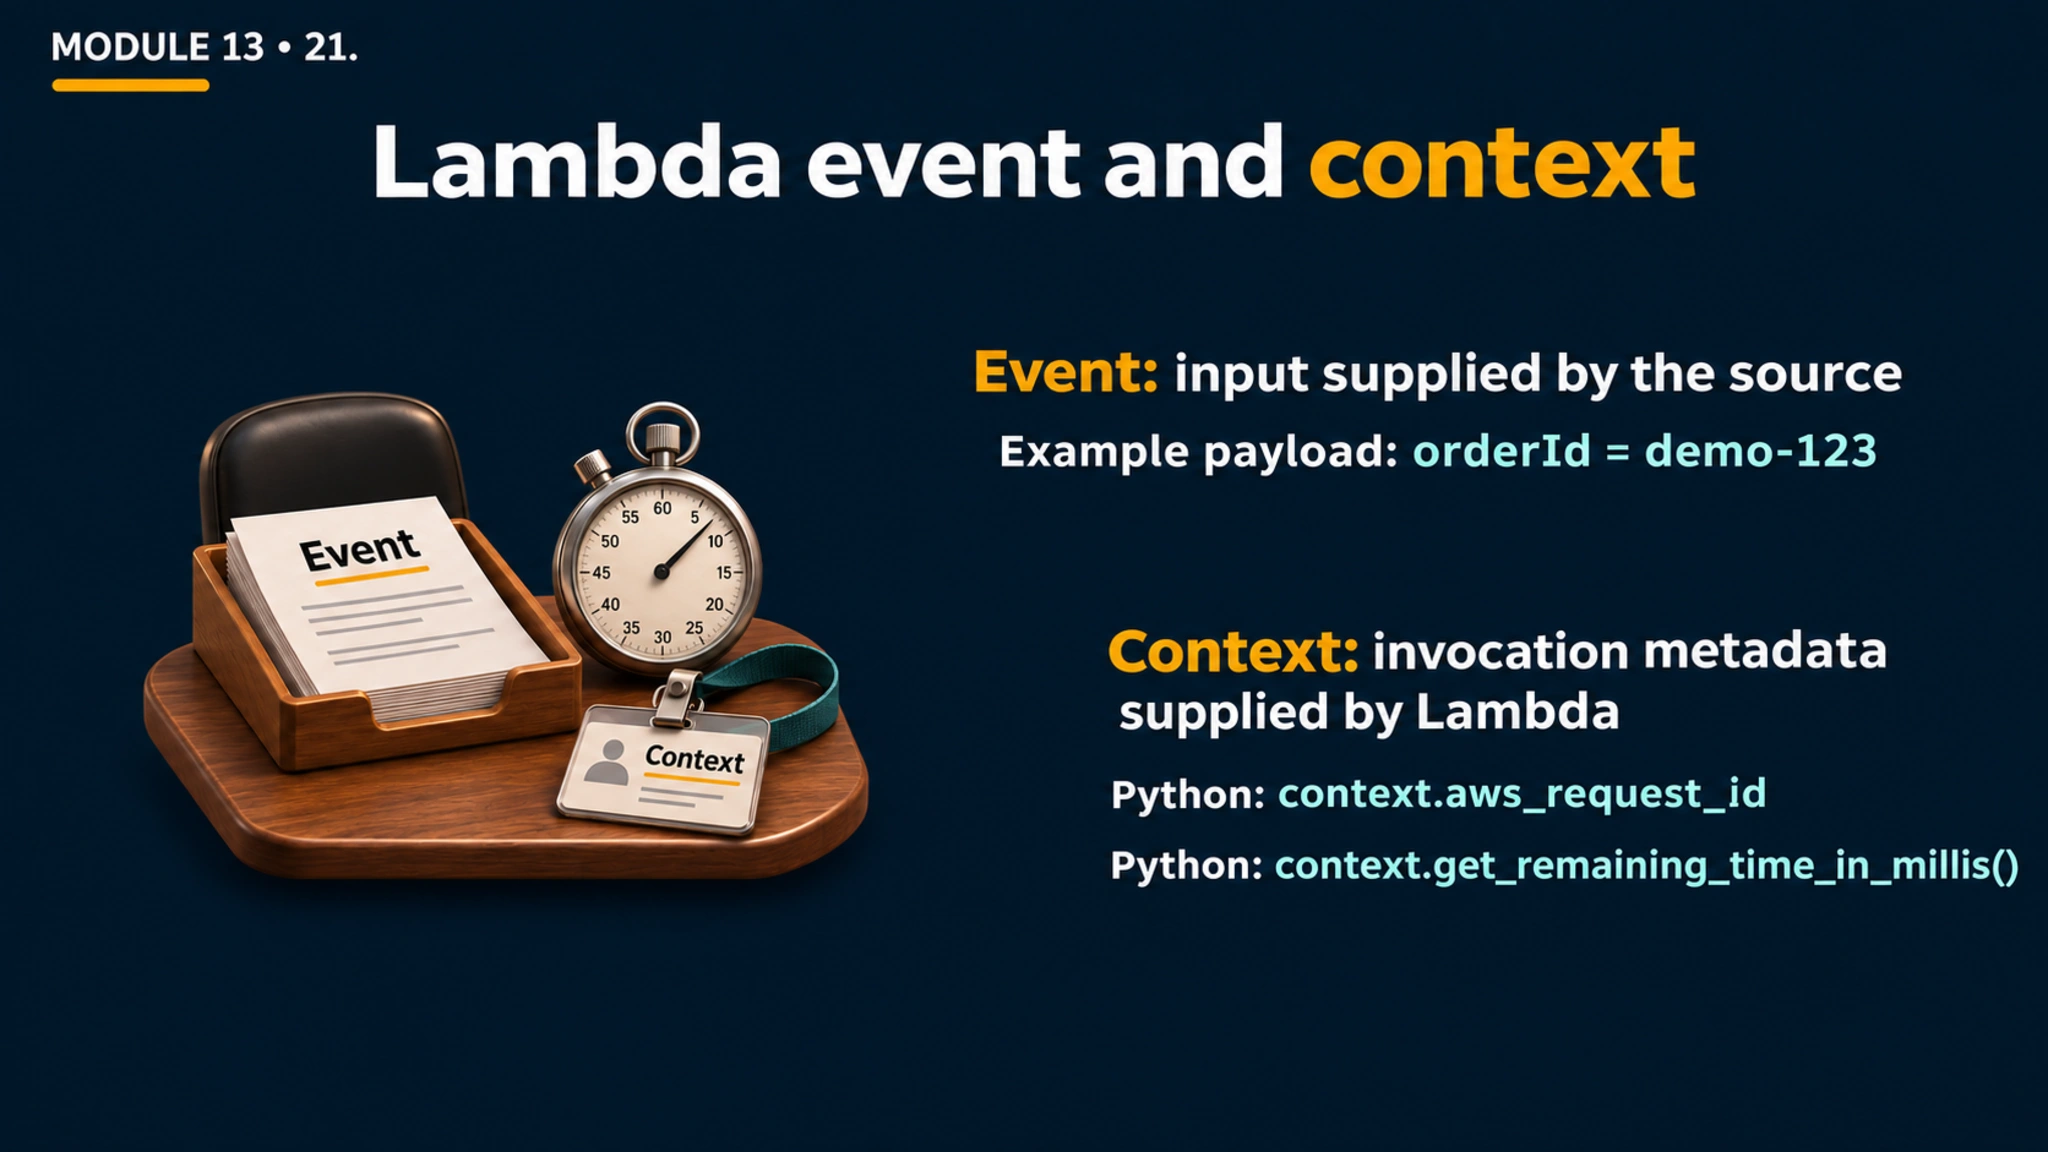 MODULE 13 • 21.
Lambda event and context
Event: input supplied by the source
Example payload: orderId = demo-123
Context: invocation metadata
supplied by Lambda
Python: context.aws_request_id
Python: context.get_remaining_time_in_millis()
Event
60
5
10
15
20
25
30
35
40
45
50
55
Context